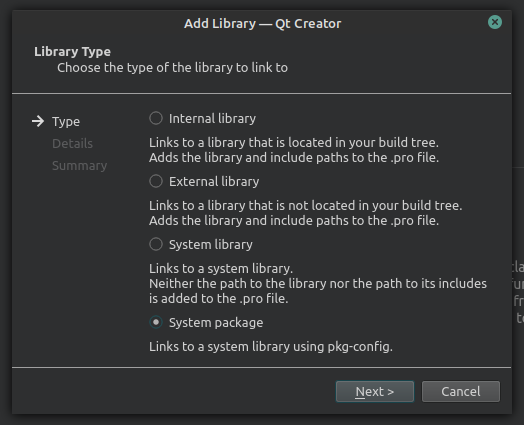 Add Library — Qt Creator
Library Type
Choose the type of the library to link to
Type
Details
Summary
Internal library
Links to a library that is located in your build tree.
Adds the library and include paths to the .pro file.
External library
Links to a library that is not located in your build tree.
Adds the library and include paths to the .pro file.
System library
Links to a system library.
Neither the path to the library nor the path to its includes
is added to the .pro file.
System package
Links to a system library using pkg-config.
Next >
Cancel